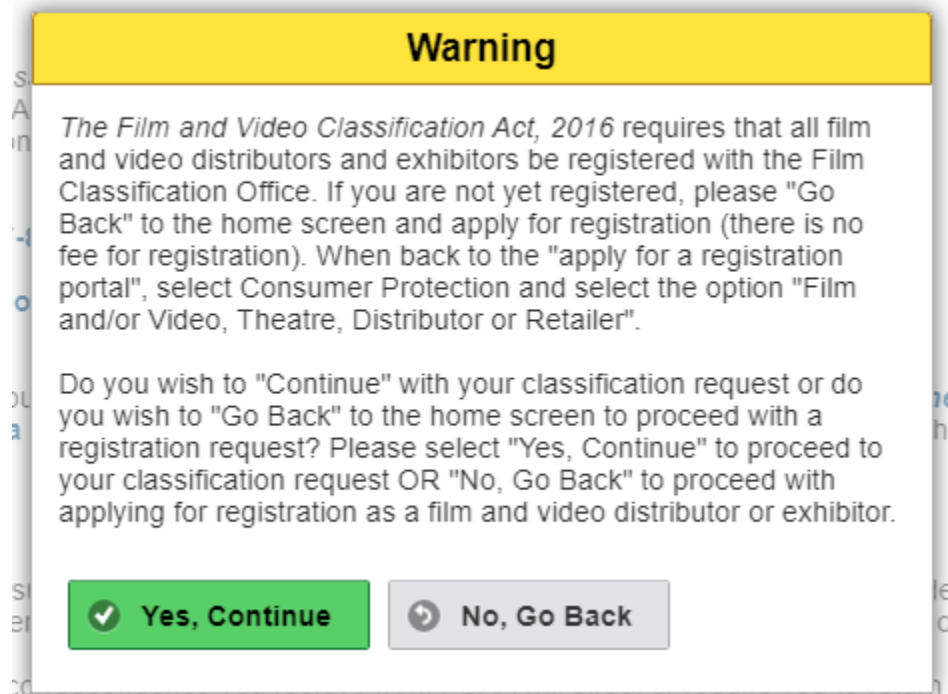 Warning
The Film and Video Classification Act, 2016 requires that all film
and video distributors and exhibitors be registered with the Film
Classification Office. If you are not yet registered, please "Go
Back" to the home screen and apply for registration (there is no
fee for registration). When back to the "apply for a registration
portal", select Consumer Protection and select the option "Film
and/or Video, Theatre, Distributor or Retailer".
Do you wish to "Continue" with your classification request or do
you wish to "Go Back" to the home screen to proceed with a
registration request? Please select "Yes, Continue" to proceed to
your classification request OR "No, Go Back" to proceed with
applying for registration as a film and video distributor or exhibitor.
Yes, Continue
No, Go Back